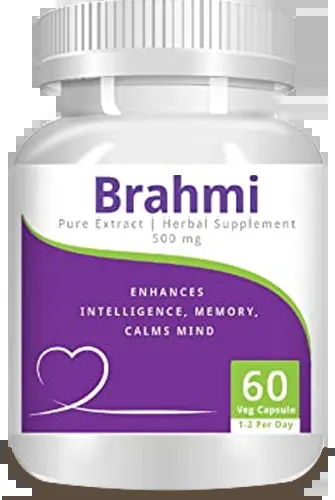 Brahmi
Pure Extract | Herbal Supplement
500 mg
ENHANCES
INTELLIGENCE, MEMORY,
CALMS MIND
60
Veg Capsule
1-2 Per Day